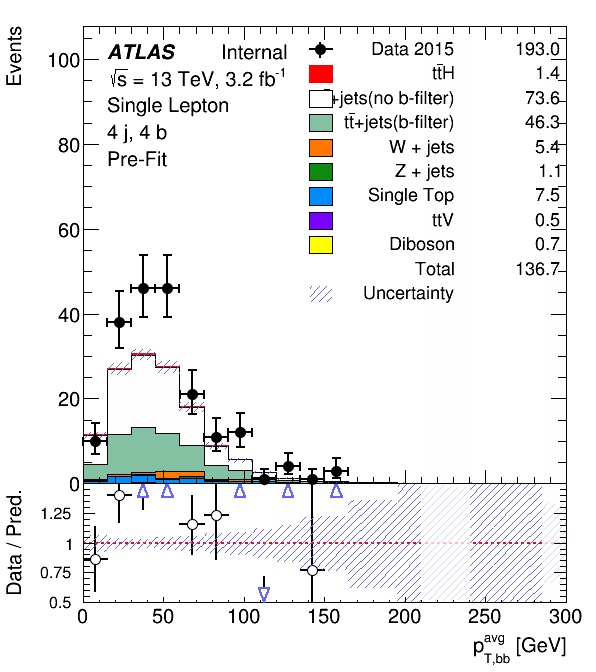 Events
ATLAS Internal
√s = 13 TeV, 3.2 fb⁻¹
Single Lepton
4 j, 4 b
Pre-Fit
Data 2015 193.0
tt̄H 1.4
+jets(no b-filter) 73.6
tt̄+jets(b-filter) 46.3
W + jets 5.4
Z + jets 1.1
Single Top 7.5
ttV 0.5
Diboson 0.7
Total 136.7
Uncertainty
100
80
60
40
20
0
Data / Pred.
1.25
1
0.75
0.5
0 50 100 150 200 250 300
p_{T,bb}^{avg} [GeV]